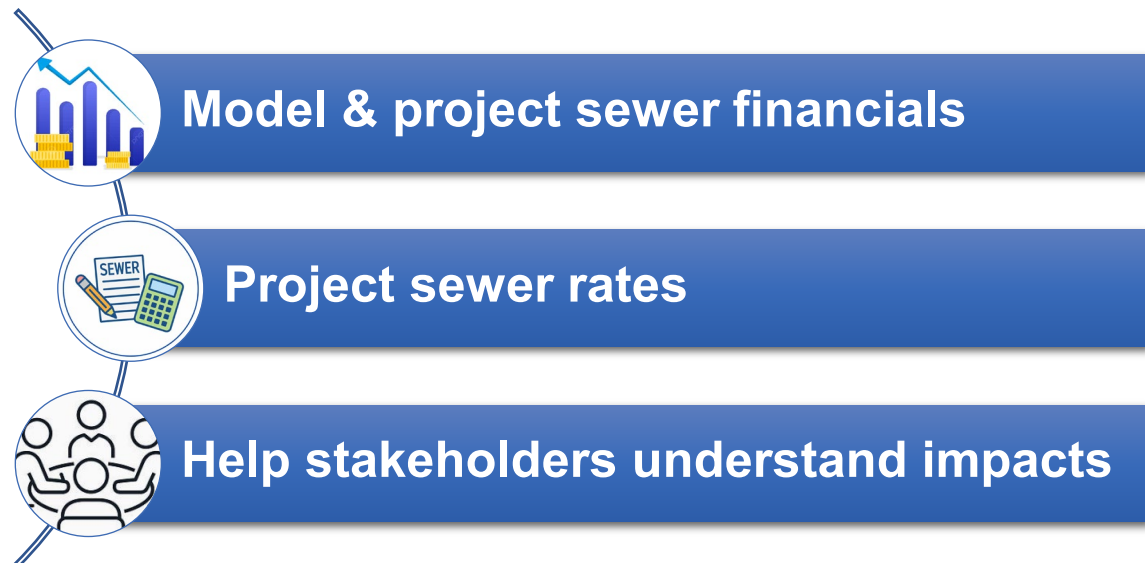 Model & project sewer financials
SEWER
Project sewer rates
Help stakeholders understand impacts